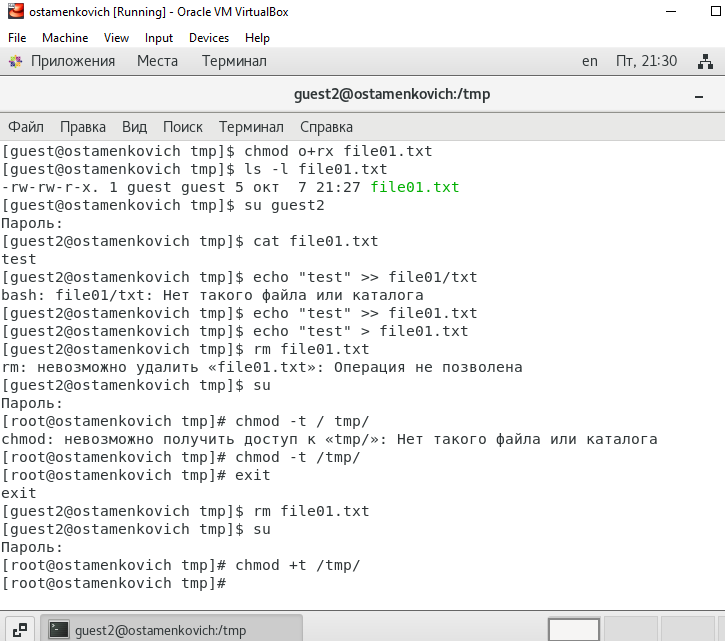 ostamenkovich [Running] - Oracle VM VirtualBox
File Machine View Input Devices Help
Приложения Места Терминал en Пт, 21:30
guest2@ostamenkovich:/tmp
Файл Правка Вид Поиск Терминал Справка
[guest@ostamenkovich tmp]$ chmod o+rx file01.txt
[guest@ostamenkovich tmp]$ ls -l file01.txt
-rw-rw-r-x. 1 guest guest 5 окт  7 21:27 file01.txt
[guest@ostamenkovich tmp]$ su guest2
Пароль:
[guest2@ostamenkovich tmp]$ cat file01.txt
test
[guest2@ostamenkovich tmp]$ echo "test" >> file01/txt
bash: file01/txt: Нет такого файла или каталога
[guest2@ostamenkovich tmp]$ echo "test" >> file01.txt
[guest2@ostamenkovich tmp]$ echo "test" > file01.txt
[guest2@ostamenkovich tmp]$ rm file01.txt
rm: невозможно удалить «file01.txt»: Операция не позволена
[guest2@ostamenkovich tmp]$ su
Пароль:
[root@ostamenkovich tmp]# chmod -t / tmp/
chmod: невозможно получить доступ к «tmp/»: Нет такого файла или каталога
[root@ostamenkovich tmp]# chmod -t /tmp/
[root@ostamenkovich tmp]# exit
exit
[guest2@ostamenkovich tmp]$ rm file01.txt
[guest2@ostamenkovich tmp]$ su
Пароль:
[root@ostamenkovich tmp]# chmod +t /tmp/
[root@ostamenkovich tmp]#
guest2@ostamenkovich:/tmp